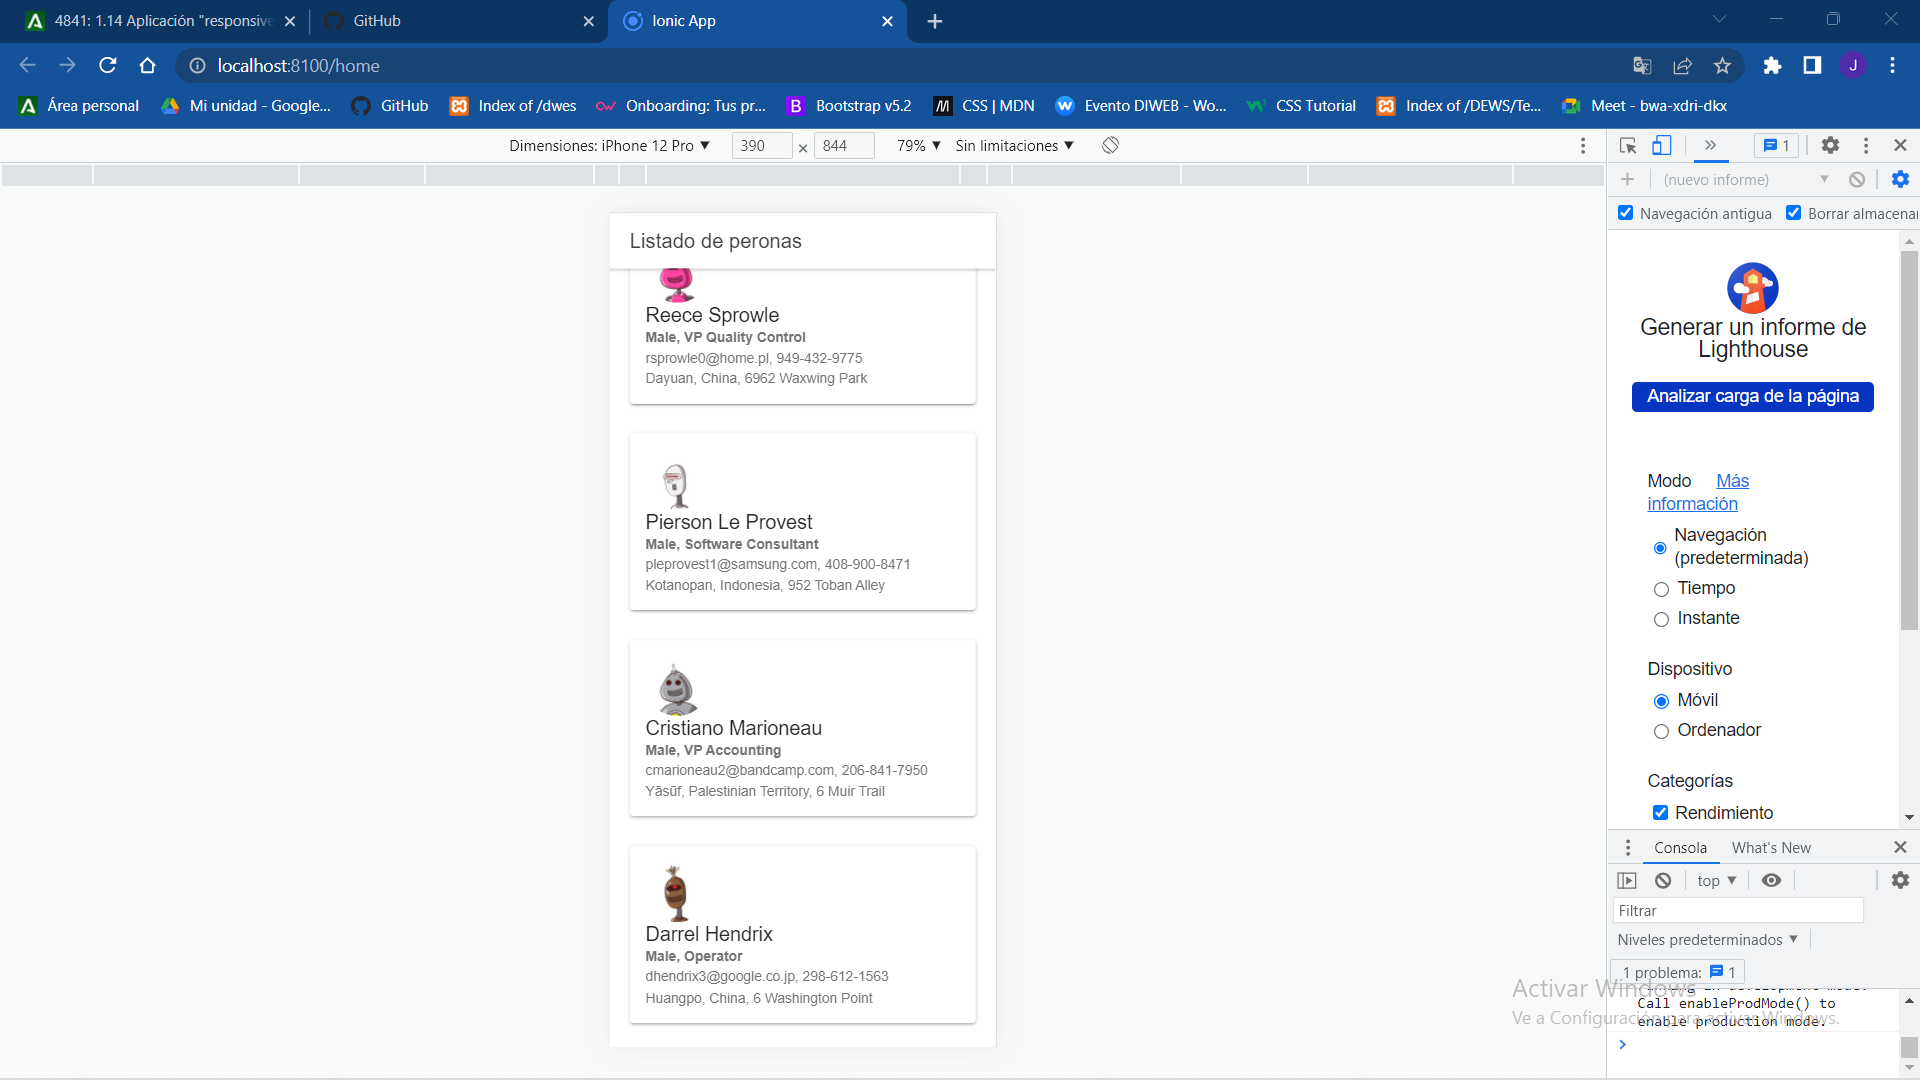 4841: 1.14 Aplicación "responsive
GitHub
Ionic App
localhost:8100/home
J
Área personal
Mi unidad - Google...
GitHub
Index of /dwes
Onboarding: Tus pr...
Bootstrap v5.2
CSS | MDN
Evento DIWEB - Wo...
CSS Tutorial
Index of /DEWS/Te...
Meet - bwa-xdri-dkx
Dimensiones: iPhone 12 Pro
390
×
844
79%
Sin limitaciones
1
(nuevo informe)
Navegación antigua
Borrar almacenar
Listado de peronas
Reece Sprowle
Male, VP Quality Control
rsprowle0@home.pl, 949-432-9775
Dayuan, China, 6962 Waxwing Park
Pierson Le Provest
Male, Software Consultant
pleprovest1@samsung.com, 408-900-8471
Kotanopan, Indonesia, 952 Toban Alley
Cristiano Marioneau
Male, VP Accounting
cmarioneau2@bandcamp.com, 206-841-7950
Yāsūf, Palestinian Territory, 6 Muir Trail
Darrel Hendrix
Male, Operator
dhendrix3@google.co.jp, 298-612-1563
Huangpo, China, 6 Washington Point
Generar un informe de
Lighthouse
Analizar carga de la página
Modo Más
información
Navegación
(predeterminada)
Tiempo
Instante
Dispositivo
Móvil
Ordenador
Categorías
Rendimiento
Consola
What's New
top
Filtrar
Niveles predeterminados
1 problema: 1
in development mode.
Call enableProdMode() to
enable production mode.
Activar Windows
Ve a Configuración para activar Windows.